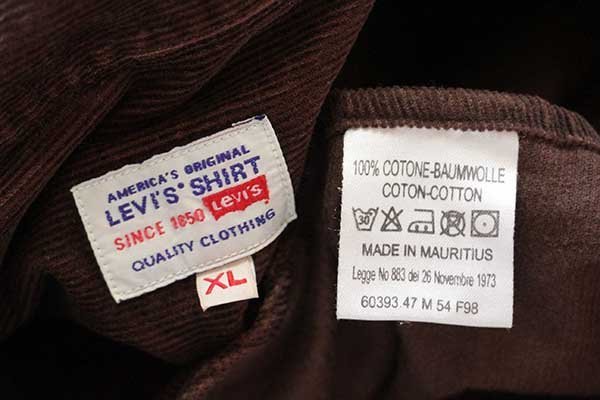 AMERICA'S ORIGINAL
LEVI'S® SHIRT
SINCE 1850 Levi's
QUALITY CLOTHING
XL
100% COTONE-BAUMWOLLE
COTON-COTTON
30
MADE IN MAURITIUS
Legge No 883 dei 26 Novembre 1973
60393.47 M 54 F98